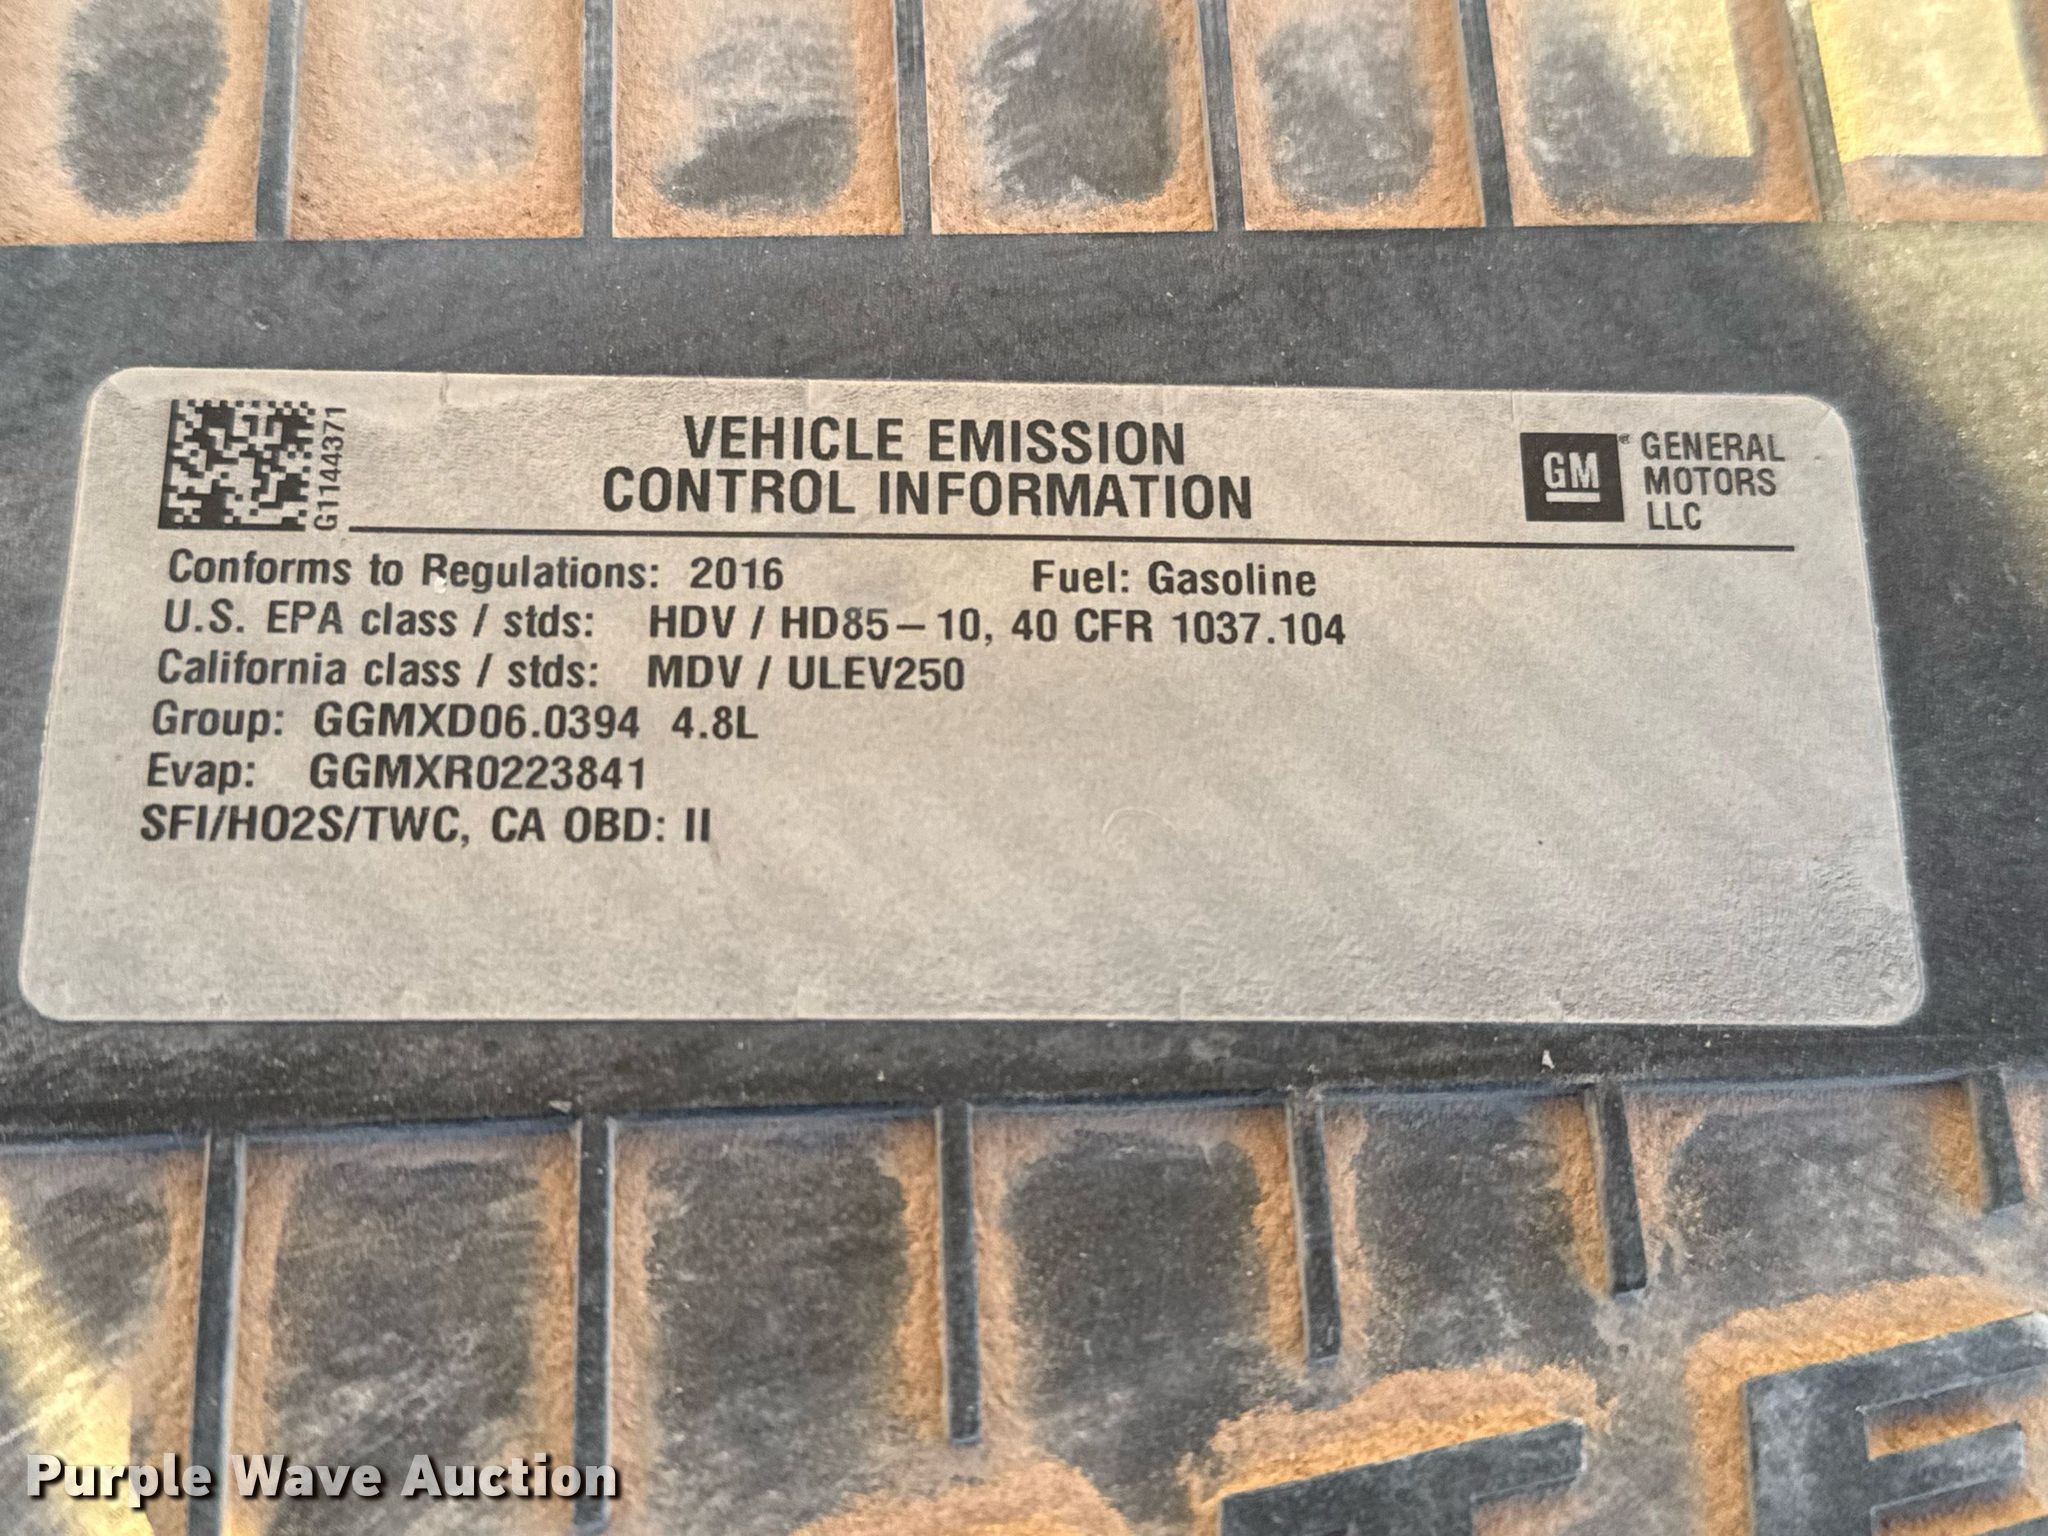 G11443717
VEHICLE EMISSION
CONTROL INFORMATION
GM
GENERAL
MOTORS
LLC
Conforms to Regulations: 2016 Fuel: Gasoline
U.S. EPA class / stds: HDV / HD85–10, 40 CFR 1037.104
California class / stds: MDV / ULEV250
Group: GGMXD06.0394 4.8L
Evap: GGMXR0223841
SFI/HO2S/TWC, CA OBD: II
Purple Wave Auction